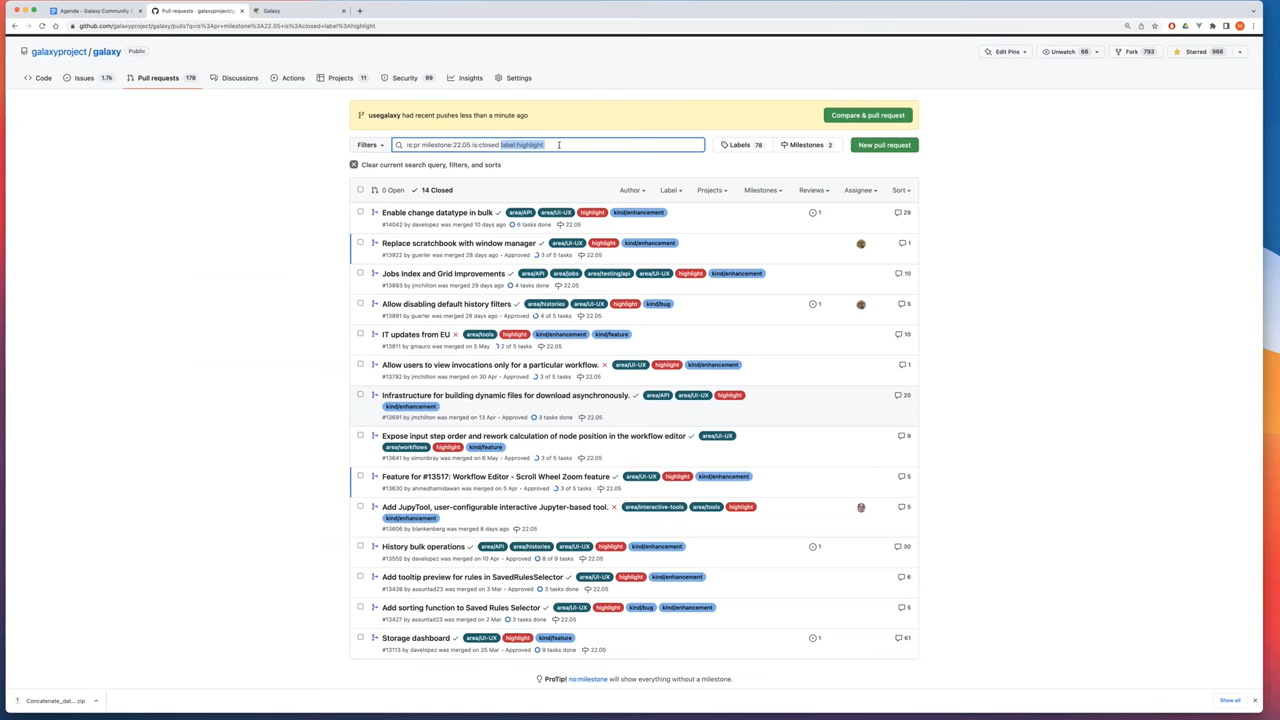 Agenda - Galaxy Community C
Pull requests · galaxyproject/g
Galaxy
github.com/galaxyproject/galaxy/pulls?q=is%3Apr+milestone%3A22.05+is%3Aclosed+label%3Ahighlight
galaxyproject / galaxy Public
Edit Pins Unwatch 66 Fork 793 Starred 966
Code Issues 1.7k Pull requests 178 Discussions Actions Projects 11 Security 99 Insights Settings
usegalaxy had recent pushes less than a minute ago Compare & pull request
Filters is:pr milestone:22.05 is:closed label:highlight Labels 78 Milestones 2 New pull request
Clear current search query, filters, and sorts
0 Open 14 Closed Author Label Projects Milestones Reviews Assignee Sort
Enable change datatype in bulk area/API area/UI-UX highlight kind/enhancement 1 29
#14042 by davelopez was merged 10 days ago 6 tasks done 22.05
Replace scratchbook with window manager area/UI-UX highlight kind/enhancement 1
#13922 by guerler was merged 28 days ago • Approved 3 of 5 tasks 22.05
Jobs Index and Grid Improvements area/API area/jobs area/testing/api area/UI-UX highlight kind/enhancement 10
#13893 by jmchilton was merged 29 days ago 4 tasks done 22.05
Allow disabling default history filters area/histories area/UI-UX highlight kind/bug 1 5
#13891 by guerler was merged 28 days ago • Approved 4 of 5 tasks 22.05
IT updates from EU area/tools highlight kind/enhancement kind/feature 10
#13811 by gmauro was merged on 5 May 2 of 5 tasks 22.05
Allow users to view invocations only for a particular workflow. area/UI-UX highlight kind/enhancement 1
#13792 by jmchilton was merged on 30 Apr • Approved 3 of 5 tasks 22.05
Infrastructure for building dynamic files for download asynchronously. area/API area/UI-UX highlight 20
kind/enhancement
#13691 by jmchilton was merged on 13 Apr • Approved 3 tasks done 22.05
Expose input step order and rework calculation of node position in the workflow editor area/UI-UX 9
area/workflows highlight kind/feature
#13641 by simonbray was merged on 6 May • Approved 3 of 5 tasks 22.05
Feature for #13517: Workflow Editor - Scroll Wheel Zoom feature area/UI-UX highlight kind/enhancement 5
#13630 by ahmedhamidawan was merged on 5 Apr • Approved 3 of 5 tasks 22.05
Add JupyTool, user-configurable interactive Jupyter-based tool. area/interactive-tools area/tools highlight 5
kind/enhancement
#13606 by blankenberg was merged 8 days ago 22.05
History bulk operations area/API area/histories area/UI-UX highlight kind/enhancement 1 30
#13555 by davelopez was merged on 10 Apr • Approved 8 of 9 tasks 22.05
Add tooltip preview for rules in SavedRulesSelector area/UI-UX highlight kind/enhancement 6
#13438 by assuntad23 was merged on 3 Mar • Approved 3 tasks done 22.05
Add sorting function to Saved Rules Selector area/UI-UX highlight kind/bug kind/enhancement 5
#13427 by assuntad23 was merged on 2 Mar 3 tasks done 22.05
Storage dashboard area/UI-UX highlight kind/feature 1 61
#13113 by davelopez was merged on 25 Mar • Approved 9 tasks done 22.05
ProTip! no:milestone will show everything without a milestone.
Concatenate_dat....zip Show all